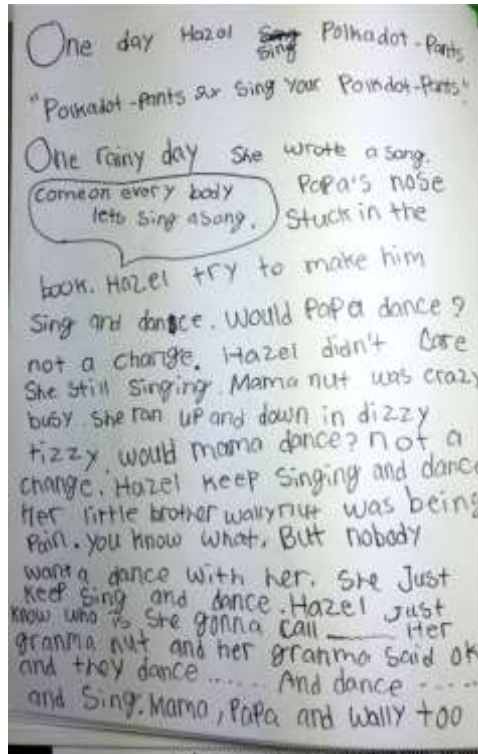 One day Hazel sing Polkadot-Pants
"Polkadot-Pants sing your Polkdot-Pants"
One rainy day she wrote a song.
Come on every body
lets sing a song.
Papa's nose
stuck in the
book. Hazel try to make him
sing and dance. Would Papa dance?
not a change. Hazel didn't Care
She still singing. Mama nut was crazy
busy. She ran up and down in dizzy
tizzy. would mama dance? not a
change. Hazel keep singing and dance
Her little brother wallynut was being
Pain. you know what. But nobody
want a dance with her. She Just
keep sing and dance. Hazel Just
know who is she gonna call ____ Her
granma nut and her granma said ok
and they dance ...... And dance .....
and sing. Mama, Papa and Wally too